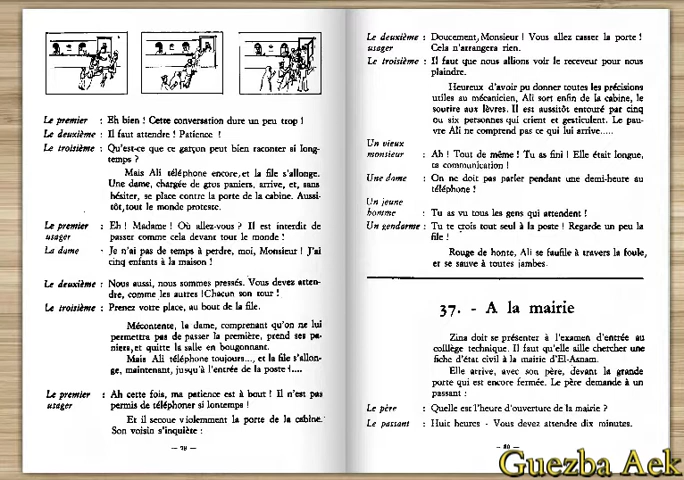 Le premier : Eh bien ! Cette conversation dure un peu trop !
Le deuxième : Il faut attendre ! Patience !
Le troisième : Qu'est-ce que ce garçon peut bien raconter si long-
temps ?
Mais Ali téléphone encore, et la file s'allonge.
Une dame, chargée de gros paniers, arrive, et, sans
hésiter, se place contre la porte de la cabine. Aussi-
tôt, tout le monde proteste.
Le premier : Eh ! Madame ! Où allez-vous ? Il est interdit de
usager passer comme cela devant tout le monde !
La dame - Je n'ai pas de temps à perdre, moi, Monsieur ! J'ai
cinq enfants à la maison !
Le deuxième : Nous aussi, nous sommes pressés. Vous devez atten-
dre, comme les autres ! Chacun son tour !
Le troisième : Prenez votre place, au bout de la file.
Mécontente, la dame, comprenant qu'on ne lui
permettra pas de passer la première, prend ses pa-
niers, et quitte la salle en bougonnant.
Mais Ali téléphone toujours..., et la file s'allon-
ge, maintenant, jusqu'à l'entrée de la poste !....
Le premier : Ah cette fois, ma patience est à bout ! Il n'est pas
usager permis de téléphoner si lontemps !
Et il secoue violemment la porte de la cabine.
Son voisin s'inquiète :
— 79 —
Le deuxième : Doucement, Monsieur ! Vous allez casser la porte !
usager Cela n'arrangera rien.
Le troisième : Il faut que nous allions voir le receveur pour nous
plaindre.
Heureux d'avoir pu donner toutes les précisions
utiles au mécanicien, Ali sort enfin de la cabine, le
sourire aux lèvres. Il est aussitôt entouré par cinq
ou six personnes qui crient et gesticulent. Le pau-
vre Ali ne comprend pas ce qui lui arrive.....
Un vieux
monsieur : Ah ! Tout de même ! Tu as fini ! Elle était longue,
ta communication !
Une dame : On ne doit pas parler pendant une demi-heure au
téléphone !
Un jeune
homme : Tu as vu tous les gens qui attendent !
Un gendarme : Tu te crois tout seul à la poste ! Regarde un peu la
file !
Rouge de honte, Ali se faufile à travers la foule,
et se sauve à toutes jambes.
37. - A la mairie
Zina doit se présenter à l'examen d'entrée au
collège technique. Il faut qu'elle aille chercher une
fiche d'état civil à la mairie d'El-Asnam.
Elle arrive, avec son père, devant la grande
porte qui est encore fermée. Le père demande à un
passant :
Le père : Quelle est l'heure d'ouverture de la mairie ?
Le passant : Huit heures - Vous devez attendre dix minutes.
— 80 —
Guezba Aek